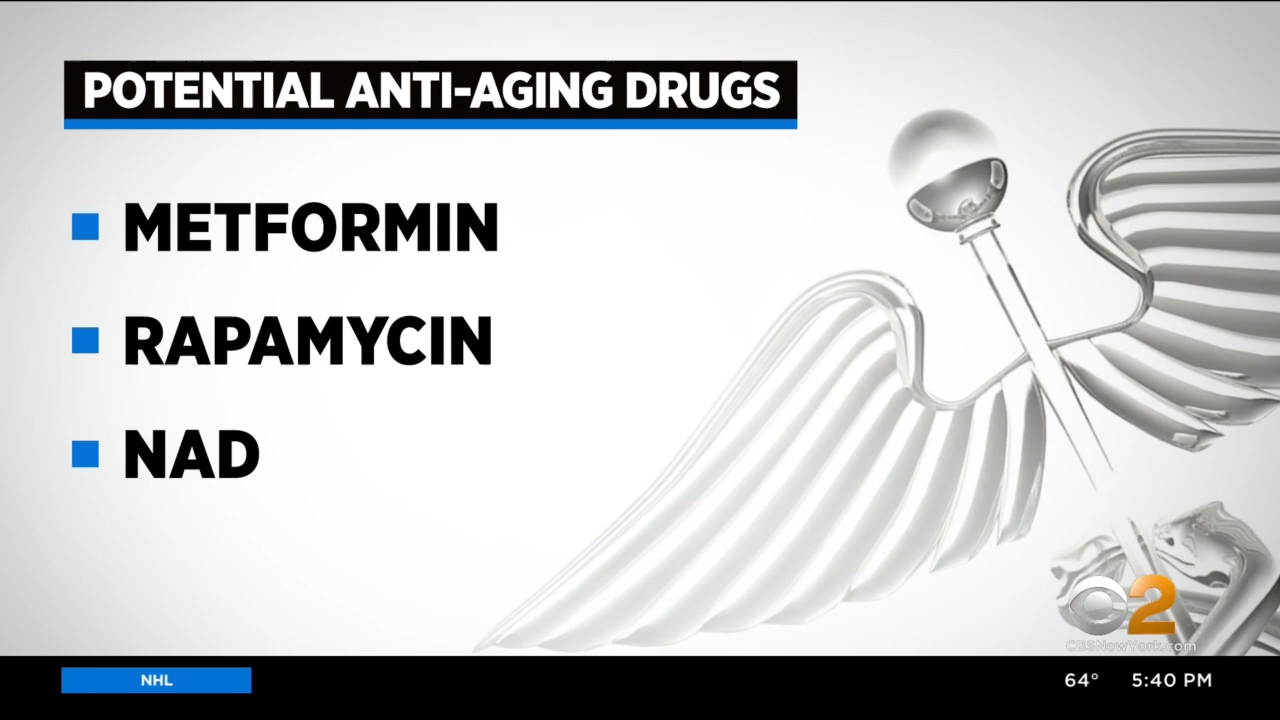 POTENTIAL ANTI-AGING DRUGS
METFORMIN
RAPAMYCIN
NAD
2
CBSNewYork.com
NHL
64° 5:40 PM